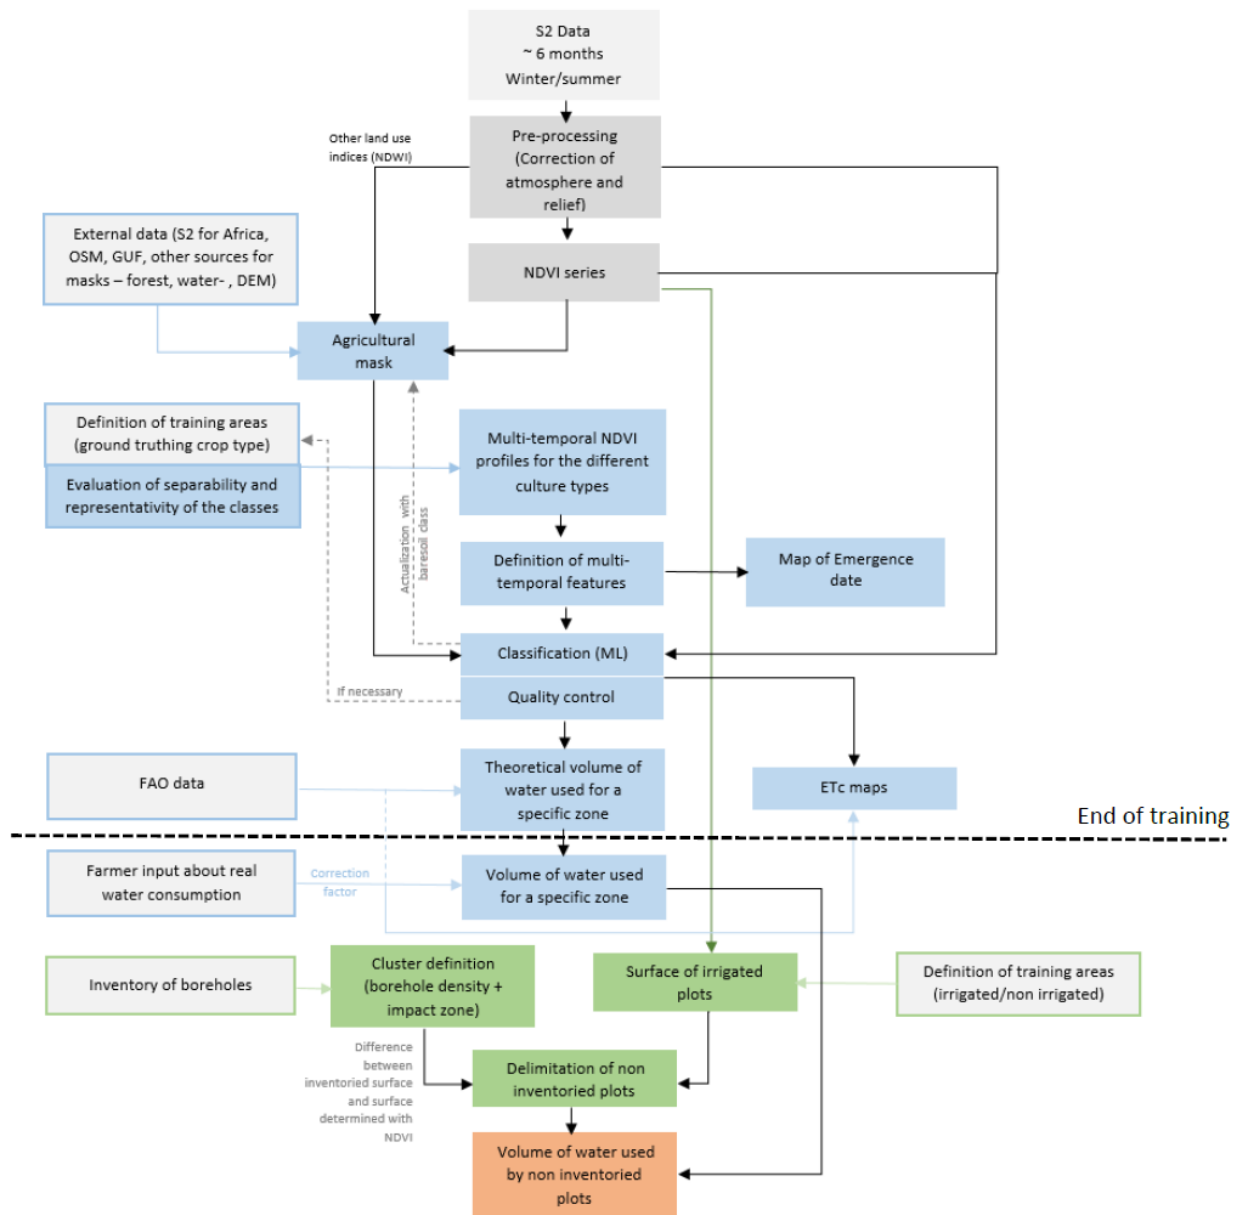 S2 Data
~ 6 months
Winter/summer
Other land use
indices (NDWI)
Pre-processing
(Correction of
atmosphere and
relief)
External data (S2 for Africa,
OSM, GUF, other sources for
masks – forest, water- , DEM)
NDVI series
Agricultural
mask
Definition of training areas
(ground truthing crop type)
Evaluation of separability and
representativity of the classes
Multi-temporal NDVI
profiles for the different
culture types
Actualization with
baresoil class
Definition of multi-
temporal features
Map of Emergence
date
Classification (ML)
If necessary
Quality control
FAO data
Theoretical volume of
water used for a
specific zone
ETc maps
End of training
Farmer input about real
water consumption
Correction
factor
Volume of water used
for a specific zone
Inventory of boreholes
Cluster definition
(borehole density +
impact zone)
Surface of irrigated
plots
Definition of training areas
(irrigated/non irrigated)
Difference
between
inventoried surface
and surface
determined with
NDVI
Delimitation of non
inventoried plots
Volume of water used
by non inventoried
plots